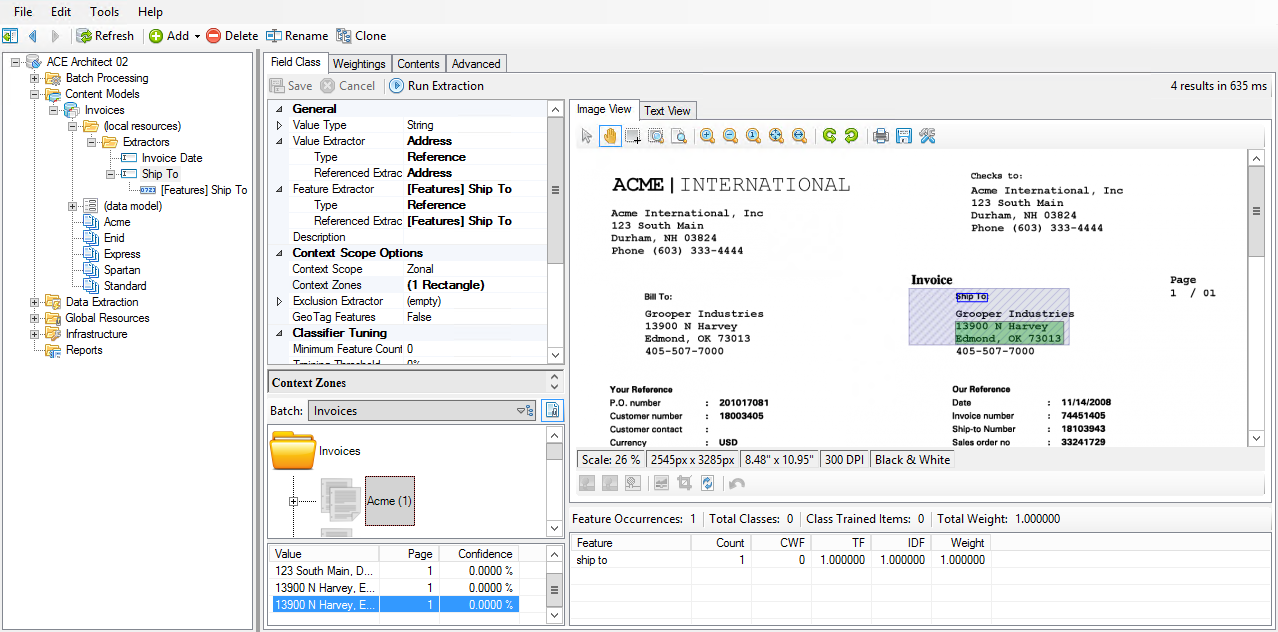 File Edit Tools Help
Refresh Add Delete Rename Clone
ACE Architect 02
Batch Processing
Content Models
Invoices
(local resources)
Extractors
Invoice Date
Ship To
[Features] Ship To
(data model)
Acme
Enid
Express
Spartan
Standard
Data Extraction
Global Resources
Infrastructure
Reports
Field Class Weightings Contents Advanced
Save Cancel Run Extraction 4 results in 635 ms
General
Value Type String
Value Extractor Address
Type Reference
Referenced Extrac Address
Feature Extractor [Features] Ship To
Type Reference
Referenced Extrac [Features] Ship To
Description
Context Scope Options
Context Scope Zonal
Context Zones (1 Rectangle)
Exclusion Extractor (empty)
GeoTag Features False
Classifier Tuning
Minimum Feature Count 0
Training Threshold 0%
Context Zones
Batch: Invoices
Invoices
Acme (1)
Value Page Confidence
123 South Main, D... 1 0.0000 %
13900 N Harvey, E... 1 0.0000 %
13900 N Harvey, E... 1 0.0000 %
Image View Text View
ACME | INTERNATIONAL
Acme International, Inc
123 South Main
Durham, NH 03824
Phone (603) 333-4444
Checks to:
Acme International, Inc
123 South Main
Durham, NH 03824
Phone (603) 333-4444
Invoice
Page
1 / 01
Bill To:
Grooper Industries
13900 N Harvey
Edmond, OK 73013
405-507-7000
Ship To:
Grooper Industries
13900 N Harvey
Edmond, OK 73013
405-507-7000
Your Reference
P.O. number : 201017081
Customer number : 18003405
Customer contact :
Currency : USD
Our Reference
Date : 11/14/2008
Invoice number : 74451405
Ship-to Number : 18103943
Sales order no : 33241729
Scale: 26 % 2545px x 3285px 8.48" x 10.95" 300 DPI Black & White
Feature Occurrences: 1 Total Classes: 0 Class Trained Items: 0 Total Weight: 1.000000
Feature Count CWF TF IDF Weight
ship to 1 0 1.000000 1.000000 1.000000